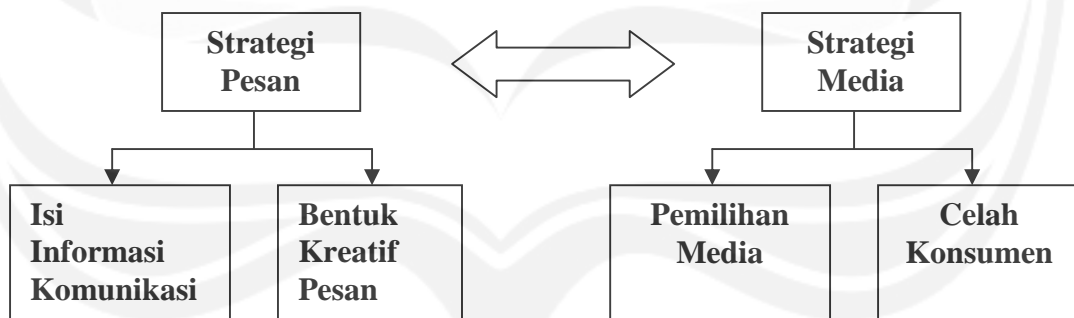 Strategi
Pesan
Strategi
Media
Isi
Informasi
Komunikasi
Bentuk
Kreatif
Pesan
Pemilihan
Media
Celah
Konsumen